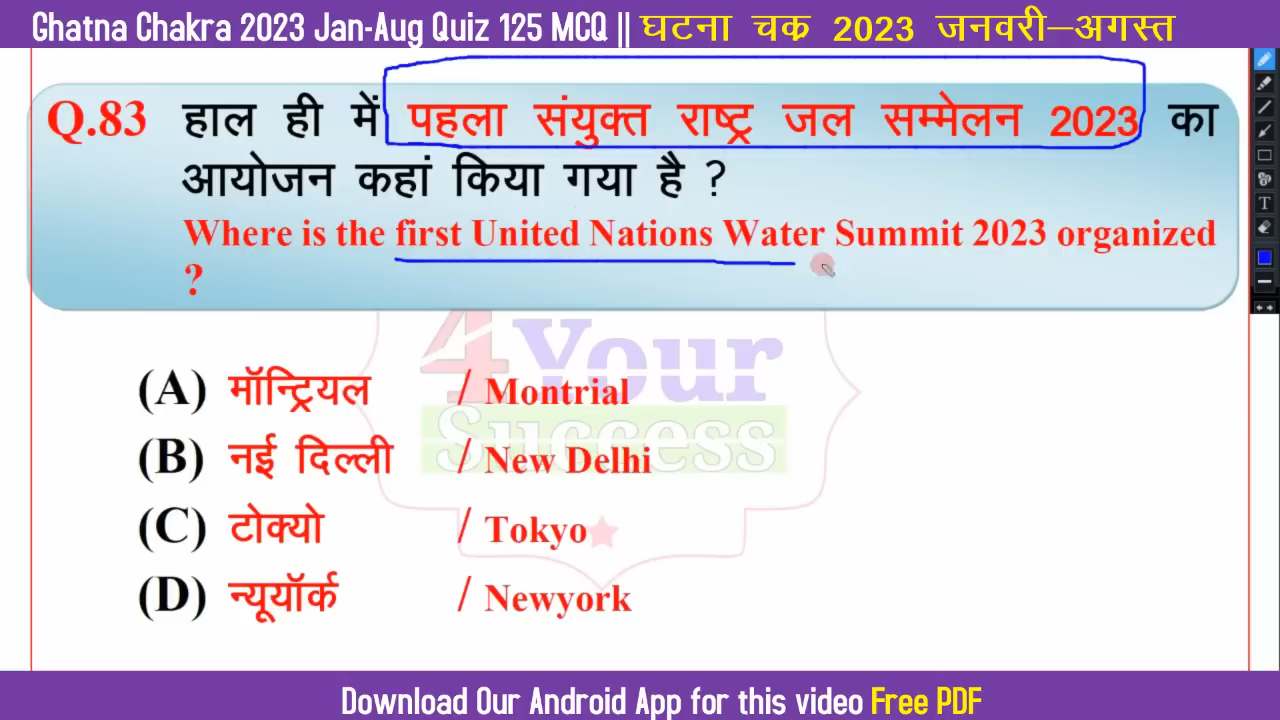 Ghatna Chakra 2023 Jan-Aug Quiz 125 MCQ || घटना चक्र 2023 जनवरी–अगस्त
Q.83 हाल ही में पहला संयुक्त राष्ट्र जल सम्मेलन 2023 का
आयोजन कहां किया गया है ?
Where is the first United Nations Water Summit 2023 organized
?
4Your
Success
(A) मॉन्ट्रियल / Montrial
(B) नई दिल्ली / New Delhi
(C) टोक्यो / Tokyo
(D) न्यूयॉर्क / Newyork
Download Our Android App for this video Free PDF